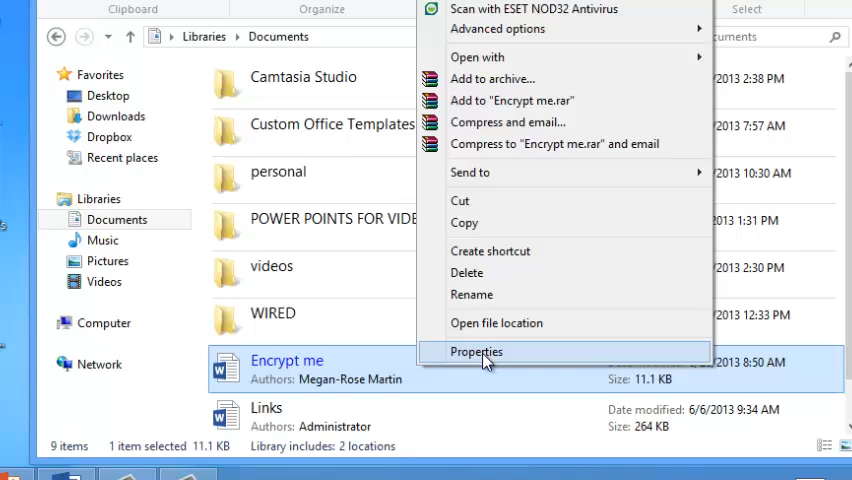 Clipboard
Organize
Select
Libraries
Documents
cuments
Favorites
Desktop
Downloads
Dropbox
Recent places
Libraries
Documents
Music
Pictures
Videos
Computer
Network
Camtasia Studio
/2013 2:38 PM
Custom Office Templates
/2013 7:57 AM
personal
/2013 10:30 AM
POWER POINTS FOR VIDE
/2013 1:31 PM
videos
/2013 2:30 PM
WIRED
/2013 12:33 PM
Encrypt me
/2013 8:50 AM
Authors: Megan-Rose Martin
Size: 11.1 KB
Links
Date modified: 6/6/2013 9:34 AM
Authors: Administrator
Size: 264 KB
Scan with ESET NOD32 Antivirus
Advanced options
Open with
Add to archive...
Add to "Encrypt me.rar"
Compress and email...
Compress to "Encrypt me.rar" and email
Send to
Cut
Copy
Create shortcut
Delete
Rename
Open file location
Properties
9 items
1 item selected 11.1 KB
Library includes: 2 locations